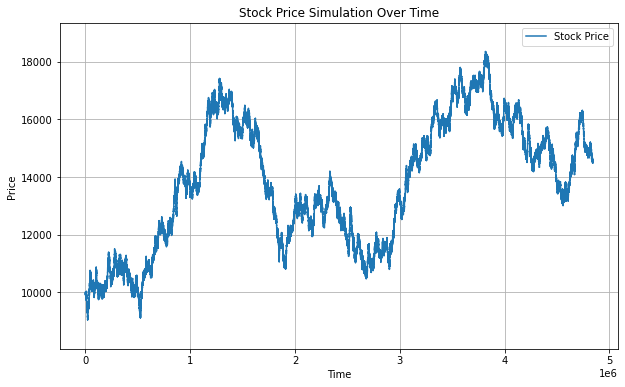 Stock Price Simulation Over Time
Stock Price
18000
16000
14000
12000
10000
Price
0 1 2 3 4 5
1e6
Time